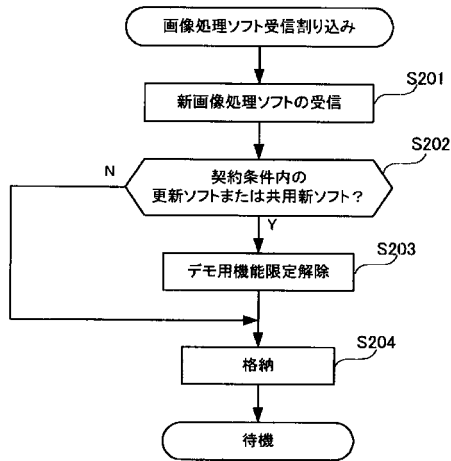 画像処理ソフト受信割り込み
S201
新画像処理ソフトの受信
S202
N
契約条件内の
更新ソフトまたは共用新ソフト？
Y
S203
デモ用機能限定解除
S204
格納
待機